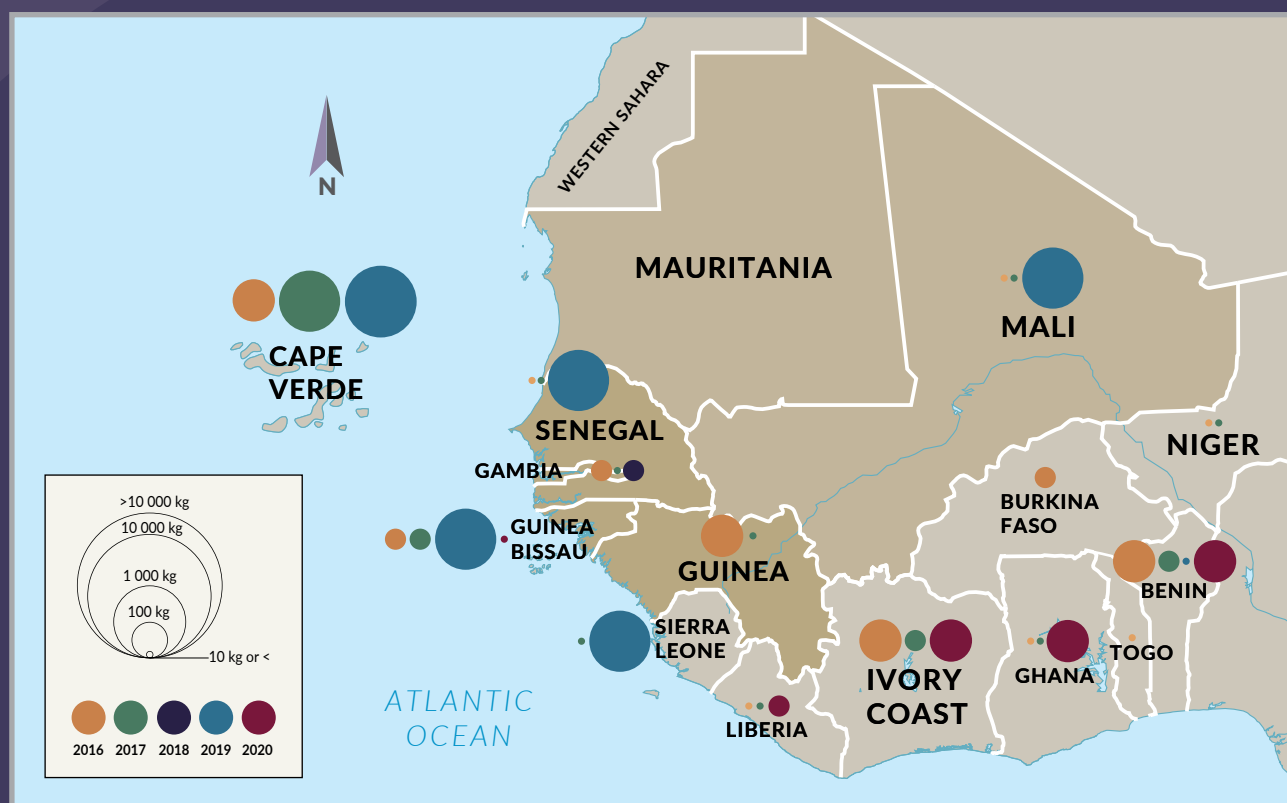 WESTERN SAHARA
N
MAURITANIA
MALI
CAPE
VERDE
SENEGAL
NIGER
GAMBIA
BURKINA
FASO
GUINEA
BISSAU
GUINEA
BENIN
SIERRA
LEONE
TOGO
GHANA
IVORY
COAST
LIBERIA
ATLANTIC
OCEAN
>10 000 kg
10 000 kg
1 000 kg
100 kg
10 kg or <
2016 2017 2018 2019 2020